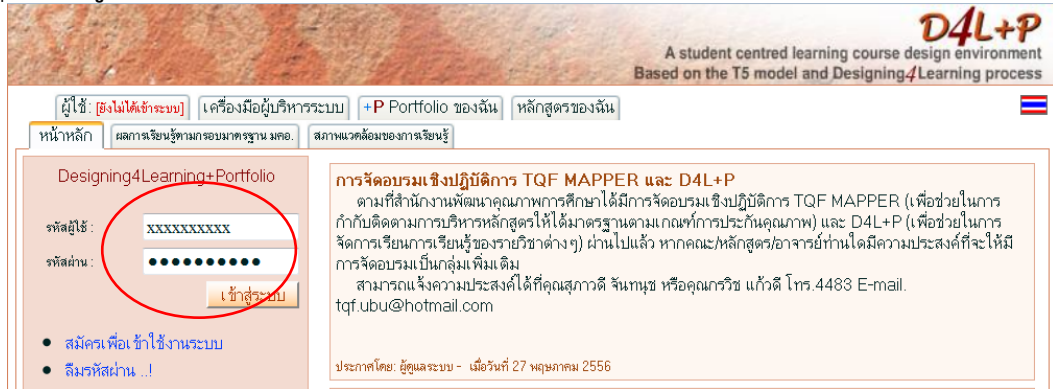 D4L+P
A student centred learning course design environment
Based on the T5 model and Designing4Learning process
ผู้ใช้: [ยังไม่ได้เข้าระบบ] เครื่องมือผู้บริหารระบบ +P Portfolio ของฉัน หลักสูตรของฉัน
หน้าหลัก ผลการเรียนรู้ตามกรอบมาตรฐาน มคอ. สภาพแวดล้อมของการเรียนรู้
Designing4Learning+Portfolio
รหัสผู้ใช้ : xxxxxxxxxx
รหัสผ่าน : ●●●●●●●●●●
เข้าสู่ระบบ
สมัครเพื่อเข้าใช้งานระบบ
ลืมรหัสผ่าน ..!
การจัดอบรมเชิงปฏิบัติการ TQF MAPPER และ D4L+P
ตามที่สำนักงานพัฒนาคุณภาพการศึกษาได้มีการจัดอบรมเชิงปฏิบัติการ TQF MAPPER (เพื่อช่วยในการ
กำกับติดตามการบริหารหลักสูตรให้ได้มาตรฐานตามเกณฑ์การประกันคุณภาพ) และ D4L+P (เพื่อช่วยในการ
จัดการเรียนการเรียนรู้ของรายวิชาต่างๆ) ผ่านไปแล้ว หากคณะ/หลักสูตร/อาจารย์ท่านใดมีความประสงค์ที่จะให้มี
การจัดอบรมเป็นกลุ่มเพิ่มเติม
สามารถแจ้งความประสงค์ได้ที่คุณสุภาวดี จันทนุช หรือคุณกรวิช แก้วดี โทร.4483 E-mail.
tqf.ubu@hotmail.com
ประกาศโดย: ผู้ดูแลระบบ - เมื่อวันที่ 27 พฤษภาคม 2556